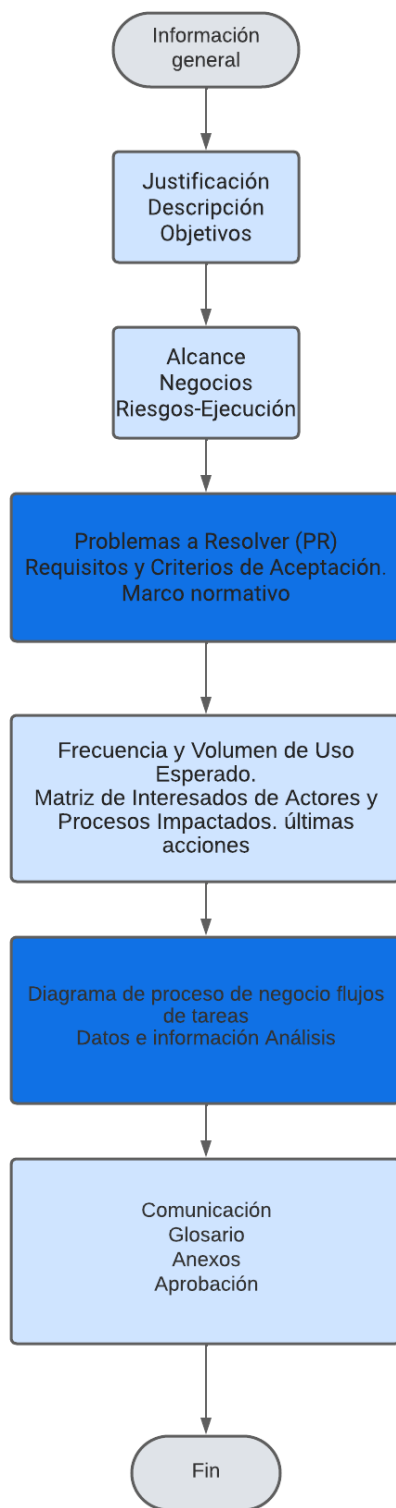 Información
general
Justificación
Descripción
Objetivos
Alcance
Negocios
Riesgos-Ejecución
Problemas a Resolver (PR)
Requisitos y Criterios de Aceptación.
Marco normativo
Frecuencia y Volumen de Uso
Esperado.
Matriz de Interesados de Actores y
Procesos Impactados. últimas
acciones
Diagrama de proceso de negocio flujos
de tareas
Datos e información Análisis
Comunicación
Glosario
Anexos
Aprobación
Fin